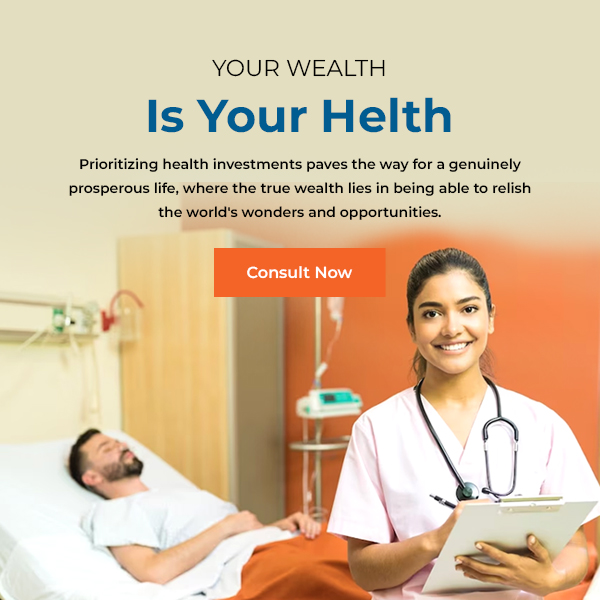 YOUR WEALTH
Is Your Helth
Prioritizing health investments paves the way for a genuinely
prosperous life, where the true wealth lies in being able to relish
the world's wonders and opportunities.
Consult Now